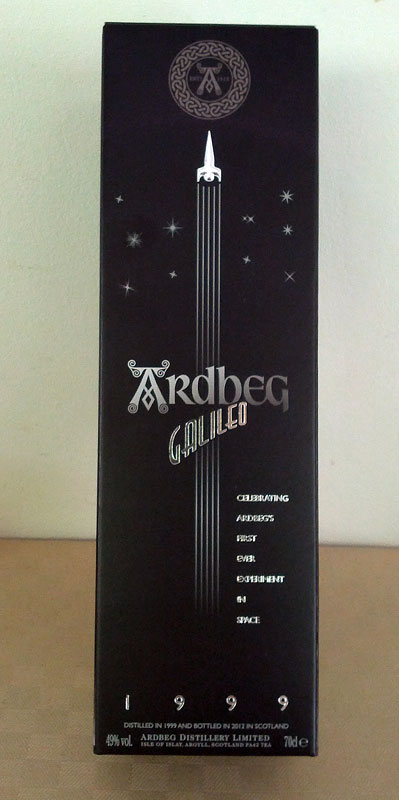 Ardbeg
GALILEO
CELEBRATING
ARDBEG'S
FIRST
EVER
EXPERIMENT
IN
SPACE
1 9 9 9
DISTILLED IN 1999 AND BOTTLED IN 2012 IN SCOTLAND
49% vol. ARDBEG DISTILLERY LIMITED 70cl e
ISLE OF ISLAY, ARGYLL, SCOTLAND PA42 7EA